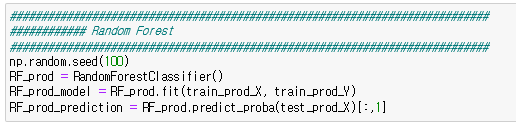 ##########################################################################
############ Random Forest
##########################################################################
np.random.seed(100)
RF_prod = RandomForestClassifier()
RF_prod_model = RF_prod.fit(train_prod_X, train_prod_Y)
RF_prod_prediction = RF_prod.predict_proba(test_prod_X)[:,1]